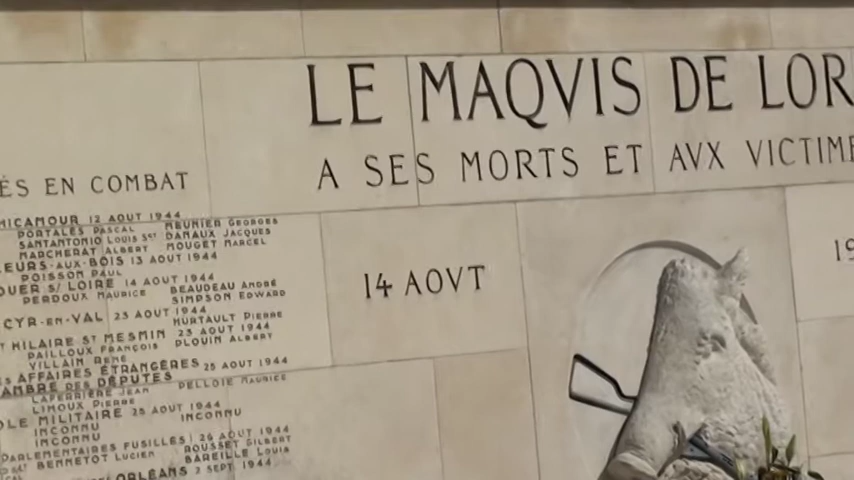 LE MAQVIS DE LOR
A SES MORTS ET AVX VICTIME
ÉS EN COMBAT
MICAMOUR 12 AOUT 1944
PORTALES PASCAL MEUNIER GEORGES
SANTANTONIO LOUIS SGT DANAUX JACQUES
MARCHERAT ALBERT MOUGET MARCEL
LEURS-AUX-BOIS 13 AOUT 1944
POISSON PAUL
OUER S/ LOIRE 14 AOUT 1944
PERDOUX MAURICE BEAUDEAU ANDRÉ
SIMPSON EDWARD
CYR-EN-VAL 23 AOUT 1944
HURTAULT PIERRE
T HILAIRE ST MESMIN 23 AOUT 1944
PAILLOUX FRANÇOIS PLOUIN ALBERT
VILLAIN RENÉ
S AFFAIRES ÉTRANGÈRES 25 AOUT 1944
AMBRE DES DÉPUTÉS
LAFERRIÈRE JEAN PELLOIE MAURICE
LIMOUX PIERRE
OLE MILITAIRE 25 AOUT 1944
INCONNU INCONNU
INCONNU
PARLEMENTAIRES FUSILLÉS 26 AOUT 1944
BENNETOT LUCIEN ROUSSET GILBERT
BAREILLE LOUIS
ORLÉANS 2 SEPT 1944
14 AOVT
19